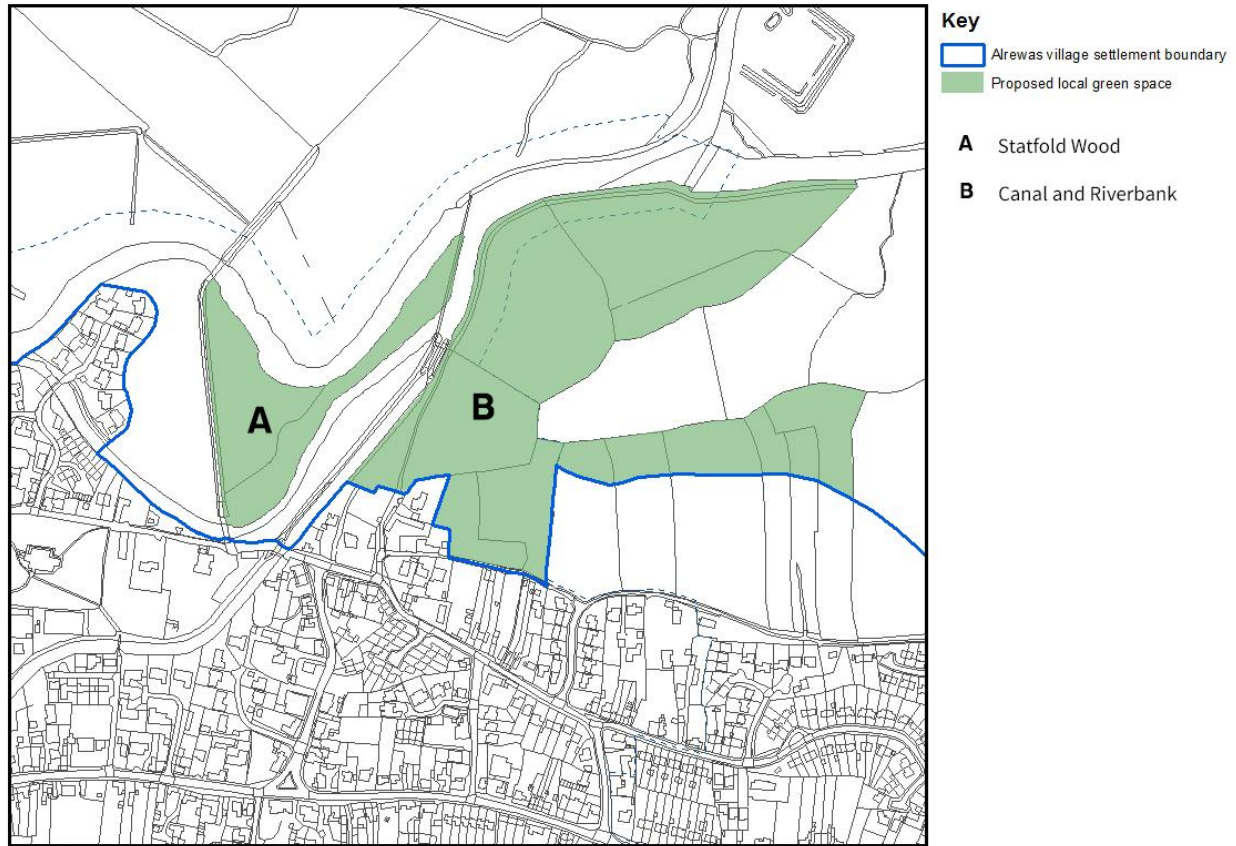 Key
Alrewas village settlement boundary
Proposed local green space
A Statfold Wood
B Canal and Riverbank
A
B